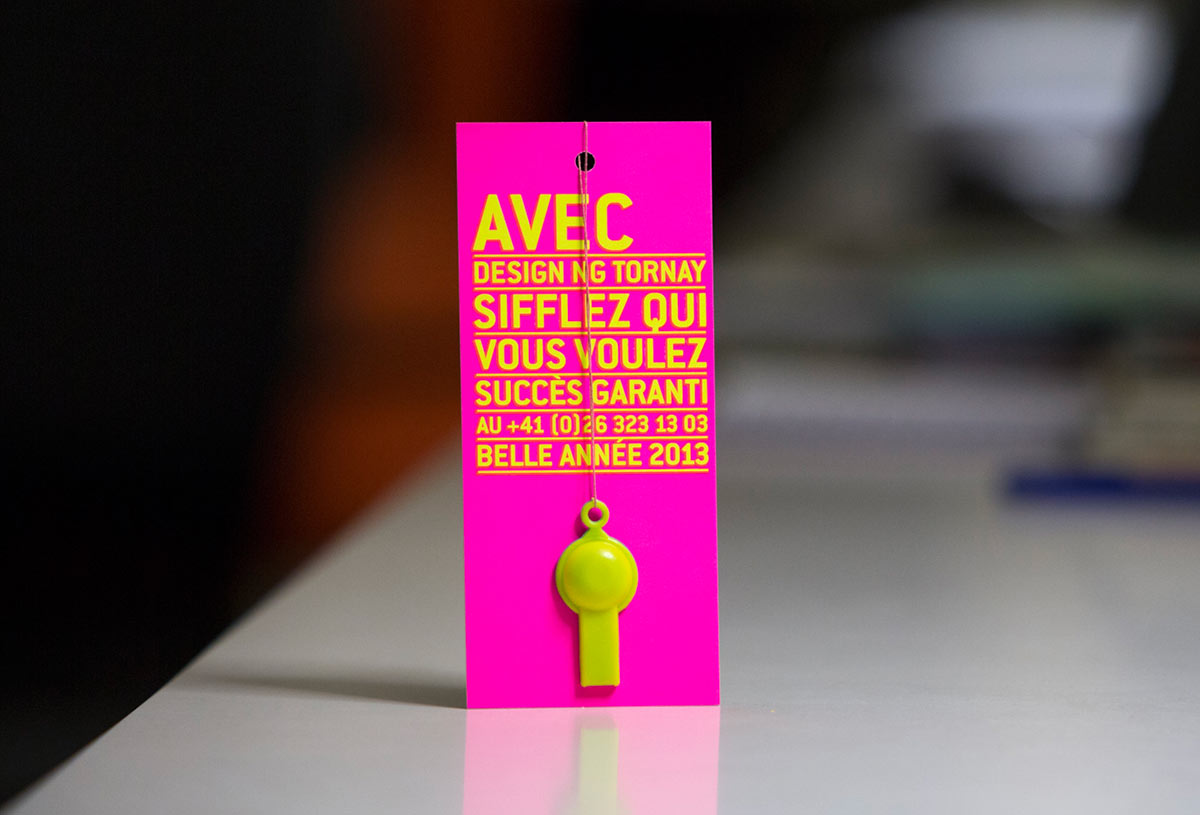 AVEC
DESIGN NG TORNAY
SIFFLEZ QUI
VOUS VOULEZ
SUCCÈS GARANTI
AU +41 (0)26 323 13 03
BELLE ANNÉE 2013